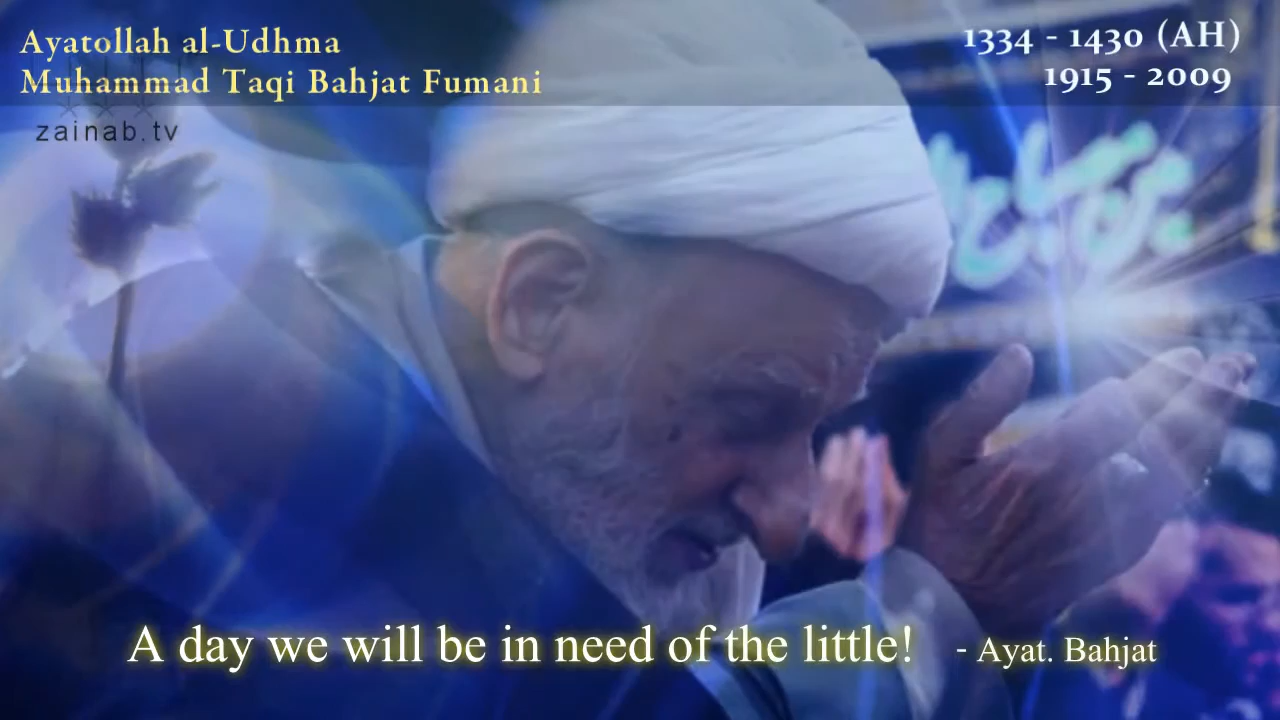 Ayatollah al-Udhma
Muhammad Taqi Bahjat Fumani
1334 - 1430 (AH)
1915 - 2009
zainab.tv
A day we will be in need of the little! - Ayat. Bahjat